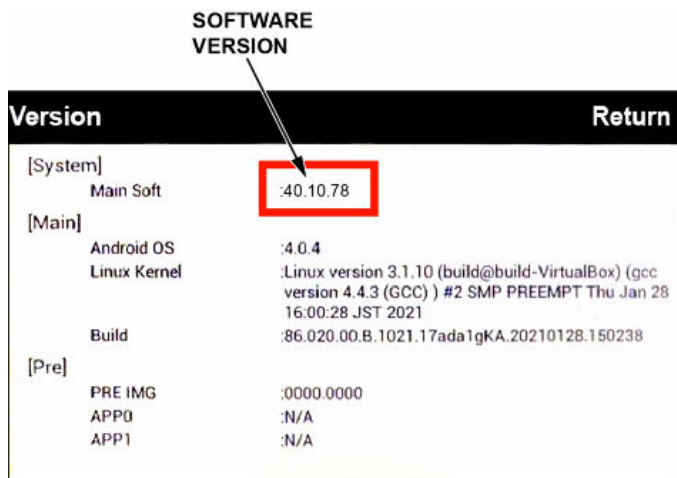 SOFTWARE
VERSION
Version Return
[System]
Main Soft :40.10.78
[Main]
Android OS :4.0.4
Linux Kernel :Linux version 3.1.10 (build@build-VirtualBox) (gcc
version 4.4.3 (GCC) ) #2 SMP PREEMPT Thu Jan 28
16:00:28 JST 2021
Build :86.020.00.B.1021.17ada1gKA.20210128.150238
[Pre]
PRE IMG :0000.0000
APP0 :N/A
APP1 :N/A